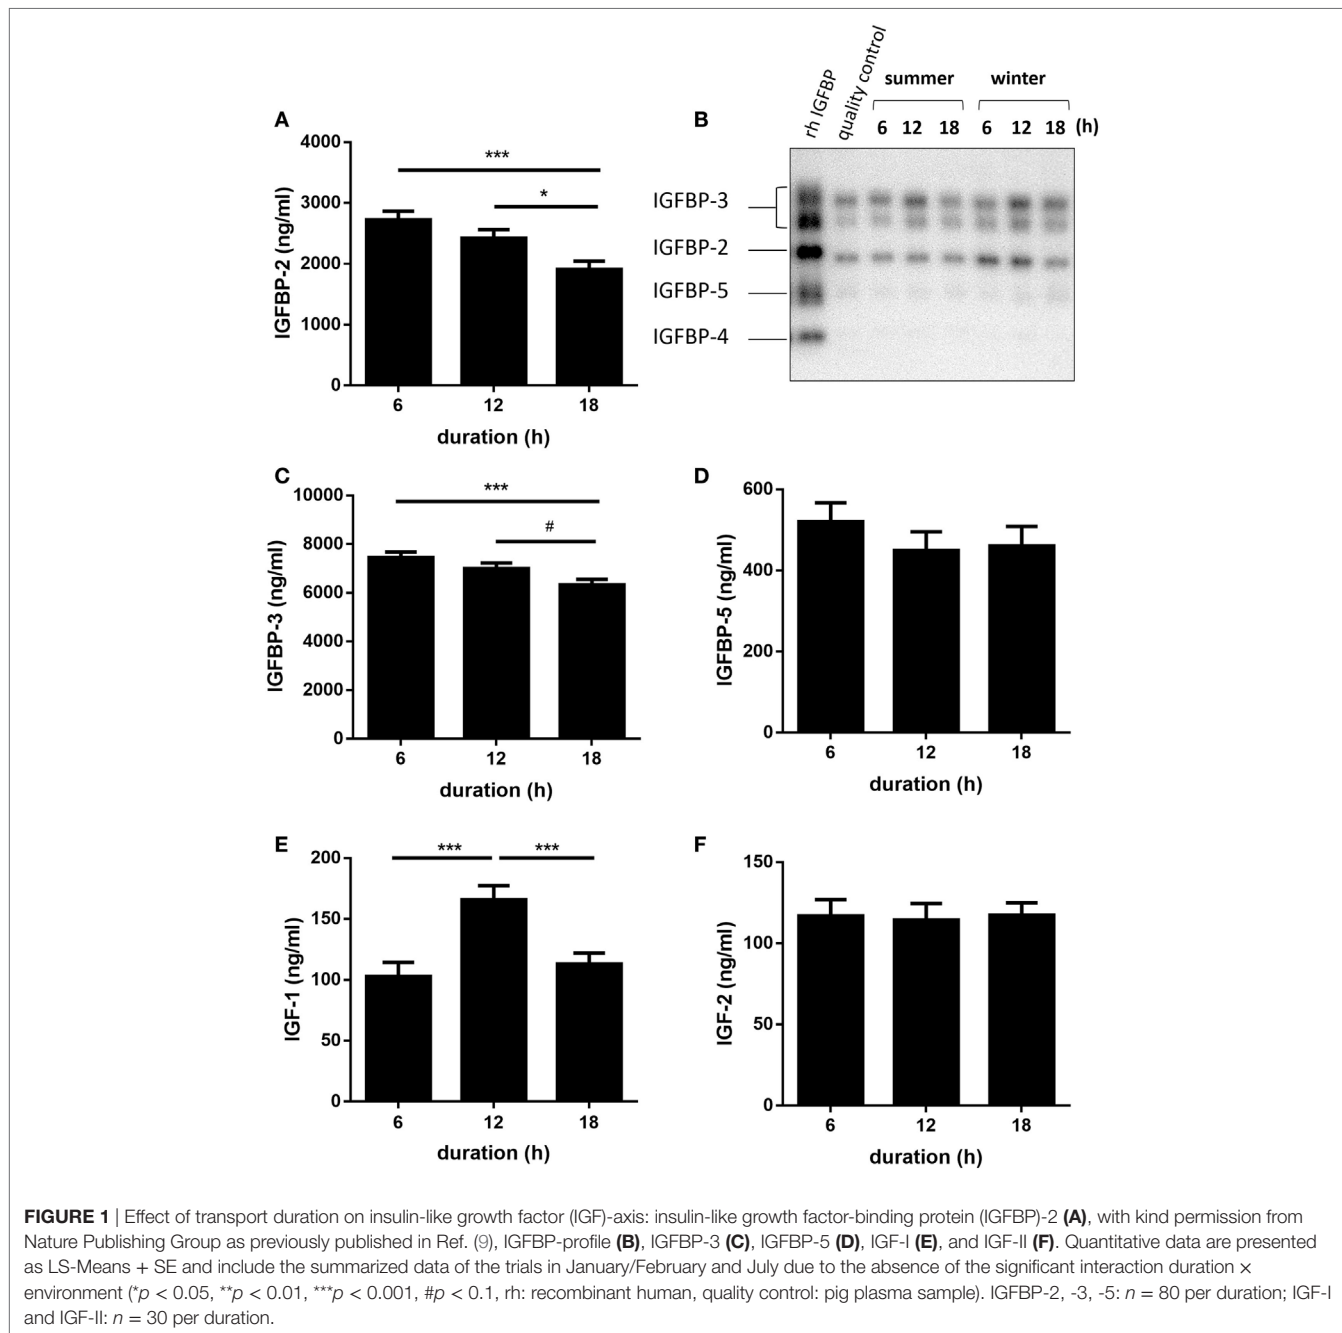 A
4000
3000
2000
1000
0
IGFBP-2 (ng/ml)
***
*
6 12 18
duration (h)
B
rh IGFBP
quality control
summer winter
6 12 18 6 12 18 (h)
IGFBP-3
IGFBP-2
IGFBP-5
IGFBP-4
C
10000
8000
6000
4000
2000
0
IGFBP-3 (ng/ml)
***
#
6 12 18
duration (h)
D
600
400
200
0
IGFBP-5 (ng/ml)
6 12 18
duration (h)
E
200
150
100
50
0
IGF-1 (ng/ml)
*** ***
6 12 18
duration (h)
F
150
100
50
0
IGF-2 (ng/ml)
6 12 18
duration (h)
FIGURE 1 | Effect of transport duration on insulin-like growth factor (IGF)-axis: insulin-like growth factor-binding protein (IGFBP)-2 (A), with kind permission from
Nature Publishing Group as previously published in Ref. (9), IGFBP-profile (B), IGFBP-3 (C), IGFBP-5 (D), IGF-I (E), and IGF-II (F). Quantitative data are presented
as LS-Means + SE and include the summarized data of the trials in January/February and July due to the absence of the significant interaction duration ×
environment (*p < 0.05, **p < 0.01, ***p < 0.001, #p < 0.1, rh: recombinant human, quality control: pig plasma sample). IGFBP-2, -3, -5: n = 80 per duration; IGF-I
and IGF-II: n = 30 per duration.